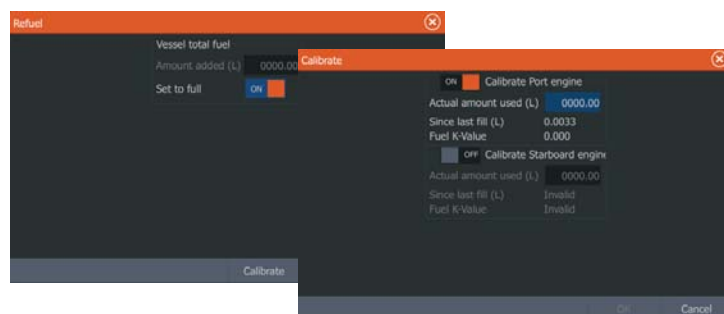 Refuel
Vessel total fuel
Amount added (L) 0000.00
Set to full ON
Calibrate
Calibrate
ON Calibrate Port engine
Actual amount used (L) 0000.00
Since last fill (L) 0.0033
Fuel K-Value 0.000
OFF Calibrate Starboard engine
Actual amount used (L) 0000.00
Since last fill (L) Invalid
Fuel K-Value Invalid
Cancel